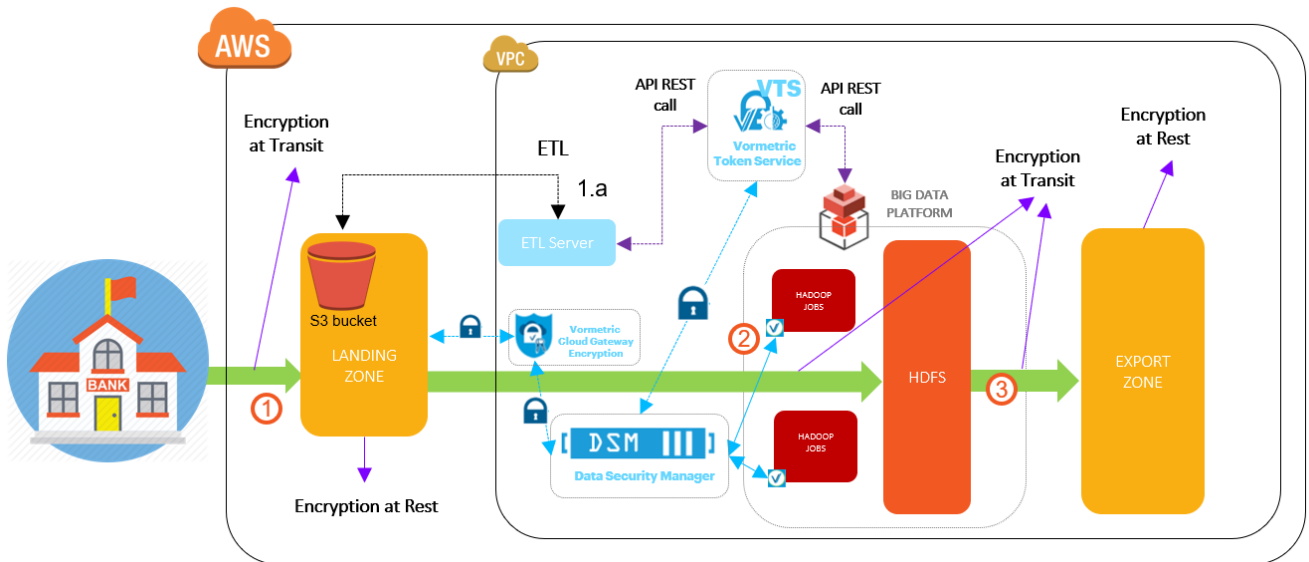 AWS
VPC
Encryption
at Transit
ETL
1.a
API REST
call
VTS
Vormetric
Token Service
API REST
call
Encryption
at Rest
Encryption
at Transit
BIG DATA
PLATFORM
ETL Server
S3 bucket
LANDING
ZONE
Vormetric
Cloud Gateway
Encryption
HADOOP
JOBS
2
HDFS
EXPORT
ZONE
BANK
1
3
DSM
Data Security Manager
HADOOP
JOBS
Encryption at Rest